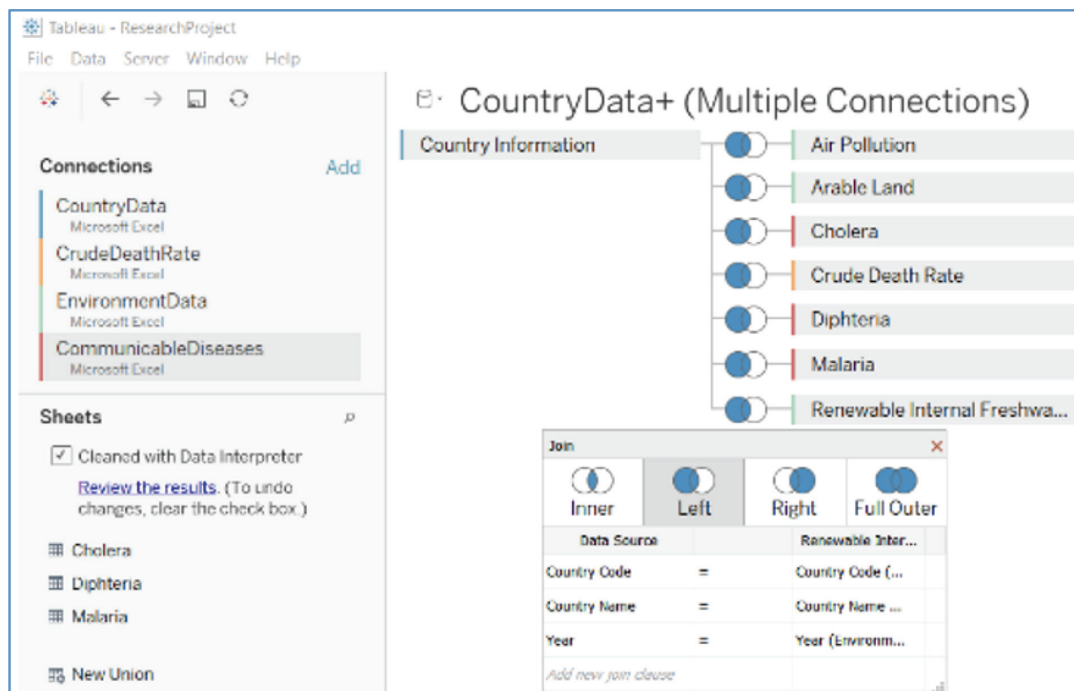 Tableau - ResearchProject
File Data Server Window Help
CountryData+ (Multiple Connections)
Connections Add
CountryData
Microsoft Excel
CrudeDeathRate
Microsoft Excel
EnvironmentData
Microsoft Excel
CommunicableDiseases
Microsoft Excel
Sheets
Cleaned with Data Interpreter
Review the results. (To undo
changes, clear the check box.)
Cholera
Diphteria
Malaria
New Union
Country Information
Air Pollution
Arable Land
Cholera
Crude Death Rate
Diphteria
Malaria
Renewable Internal Freshwa...
Join
Inner Left Right Full Outer
Data Source Renewable Inter...
Country Code = Country Code (...
Country Name = Country Name ...
Year = Year (Environm...
Add new join clause